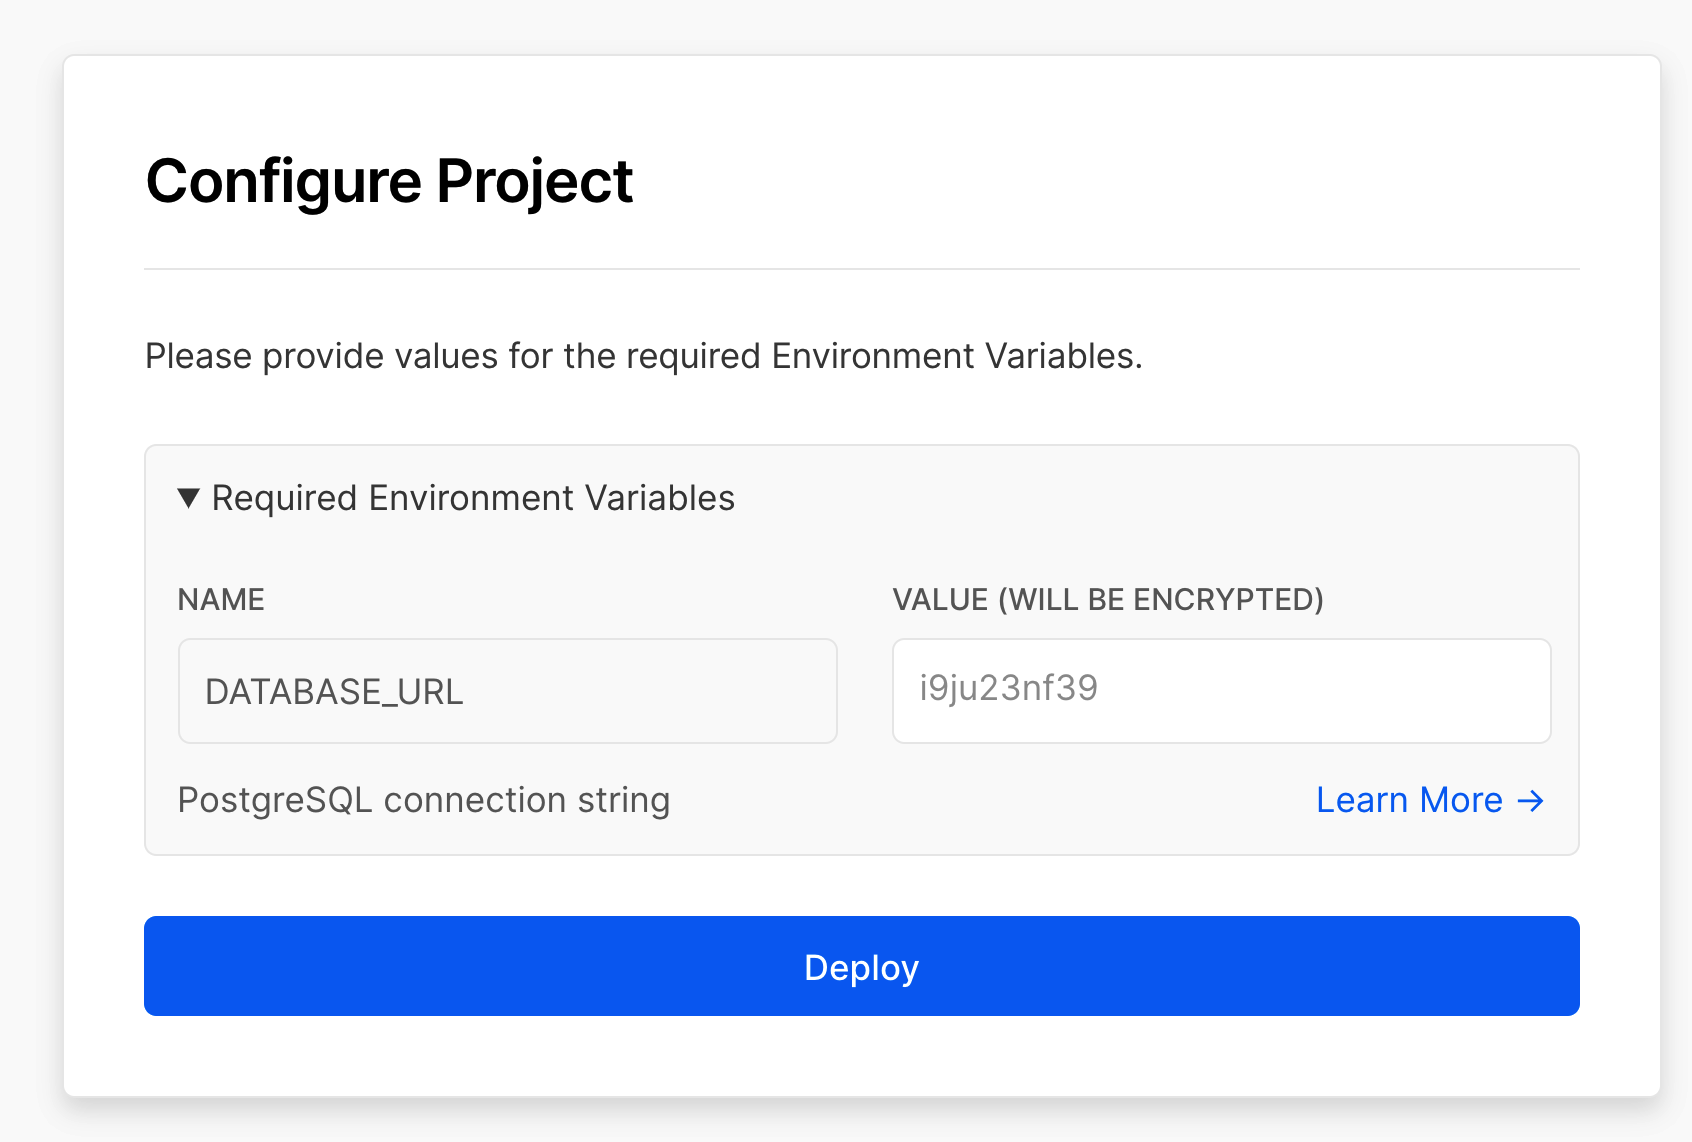 Configure Project
Please provide values for the required Environment Variables.
▼ Required Environment Variables
NAME
VALUE (WILL BE ENCRYPTED)
DATABASE_URL
i9ju23nf39
PostgreSQL connection string
Learn More →
Deploy